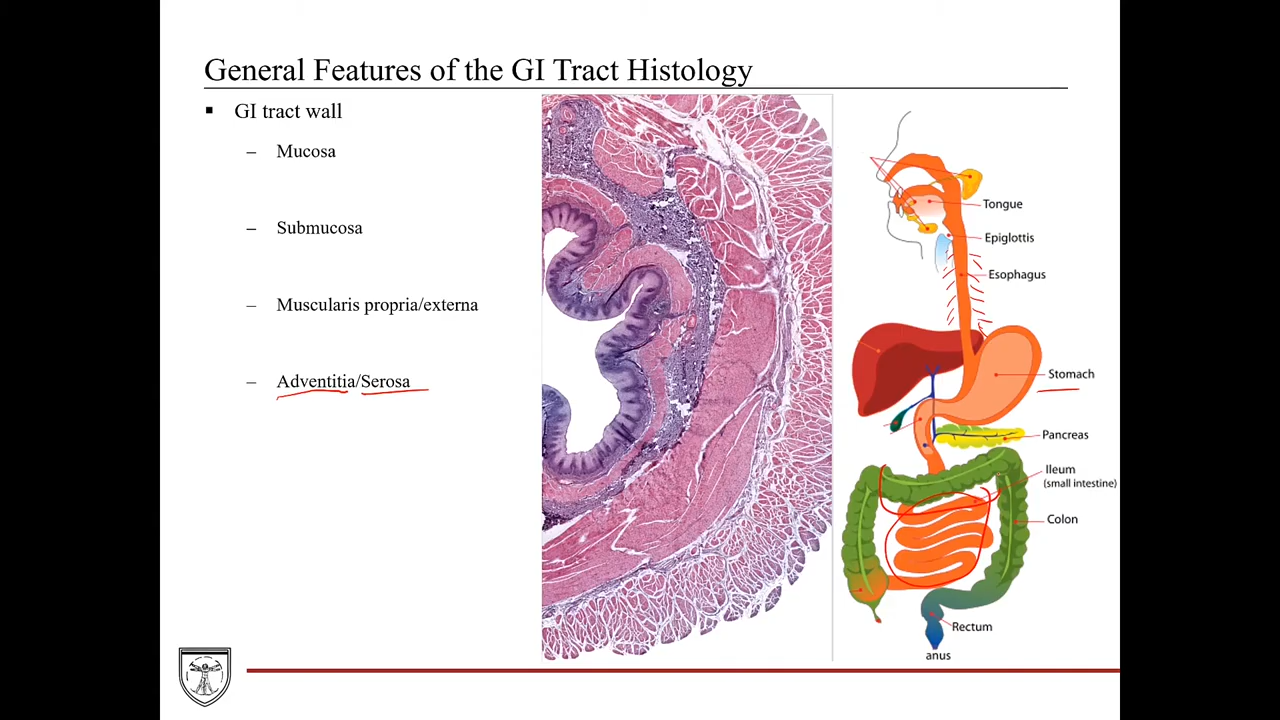 General Features of the GI Tract Histology
▪ GI tract wall
– Mucosa
– Submucosa
– Muscularis propria/externa
– Adventitia/Serosa
Tongue
Epiglottis
Esophagus
Stomach
Pancreas
Ileum
(small intestine)
Colon
Rectum
anus